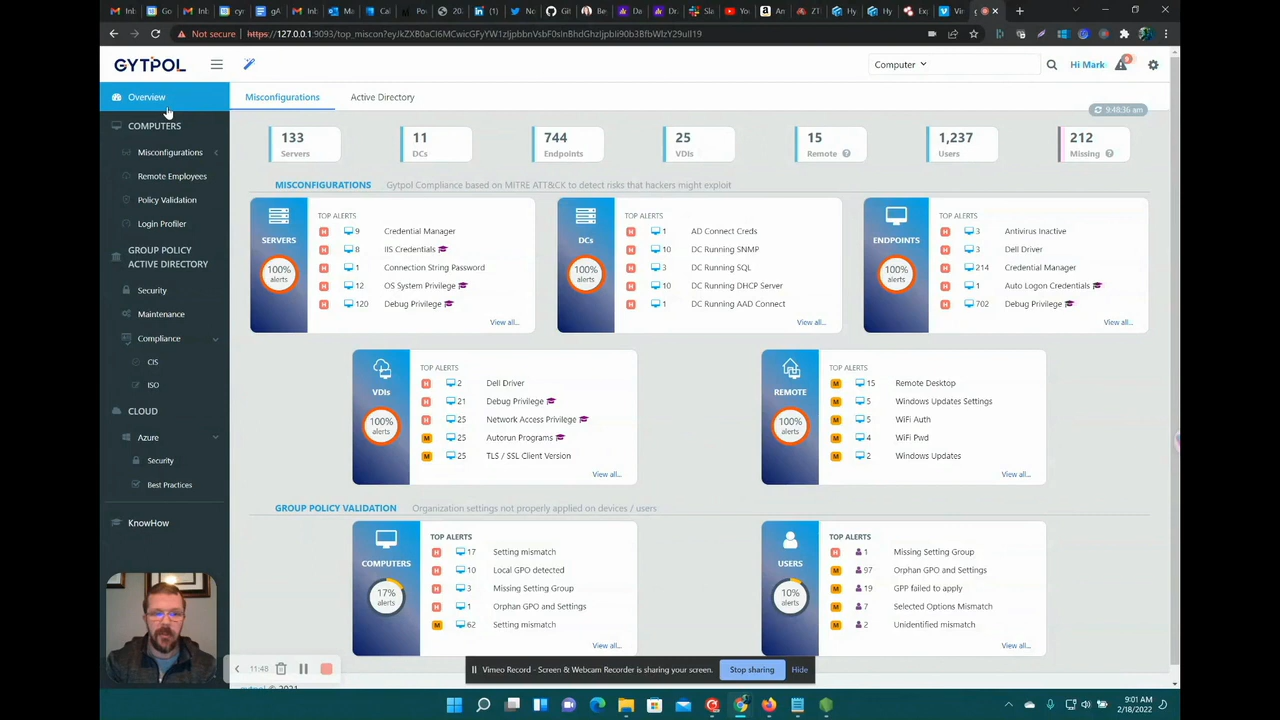 Not secure https://127.0.0.1:9093/top_miscon?
GYTPOL
Computer
Hi Mark
Overview
Misconfigurations Active Directory
9:48:36 am
COMPUTERS
Misconfigurations
Remote Employees
Policy Validation
Login Profiler
GROUP POLICY
ACTIVE DIRECTORY
Security
Maintenance
Compliance
CIS
ISO
CLOUD
Azure
Security
Best Practices
KnowHow
133 Servers
11 DCs
744 Endpoints
25 VDIs
15 Remote
1,237 Users
212 Missing
MISCONFIGURATIONS Gytpol Compliance based on MITRE ATT&CK to detect risks that hackers might exploit
SERVERS
100%
alerts
TOP ALERTS
H 9 Credential Manager
H 8 IIS Credentials
H 1 Connection String Password
H 12 OS System Privilege
H 120 Debug Privilege
View all...
DCs
100%
alerts
TOP ALERTS
H 1 AD Connect Creds
H 10 DC Running SNMP
H 3 DC Running SQL
H 10 DC Running DHCP Server
H 1 DC Running AAD Connect
View all...
ENDPOINTS
100%
alerts
TOP ALERTS
H 3 Antivirus Inactive
H 3 Dell Driver
H 214 Credential Manager
H 1 Auto Logon Credentials
H 702 Debug Privilege
View all...
VDIs
100%
alerts
TOP ALERTS
H 2 Dell Driver
H 21 Debug Privilege
H 25 Network Access Privilege
M 25 Autorun Programs
M 25 TLS / SSL Client Version
View all...
REMOTE
100%
alerts
TOP ALERTS
M 15 Remote Desktop
M 5 Windows Updates Settings
M 5 WiFi Auth
M 4 WiFi Pwd
M 2 Windows Updates
View all...
GROUP POLICY VALIDATION Organization settings not properly applied on devices / users
COMPUTERS
17%
alerts
TOP ALERTS
H 17 Setting mismatch
H 10 Local GPO detected
H 3 Missing Setting Group
H 1 Orphan GPO and Settings
M 62 Setting mismatch
View all...
USERS
10%
alerts
TOP ALERTS
H 1 Missing Setting Group
M 97 Orphan GPO and Settings
M 19 GPP failed to apply
M 7 Selected Options Mismatch
M 2 Unidentified mismatch
View all...
11:48
Vimeo Record - Screen & Webcam Recorder is sharing your screen. Stop sharing Hide
9:01 AM
2/18/2022